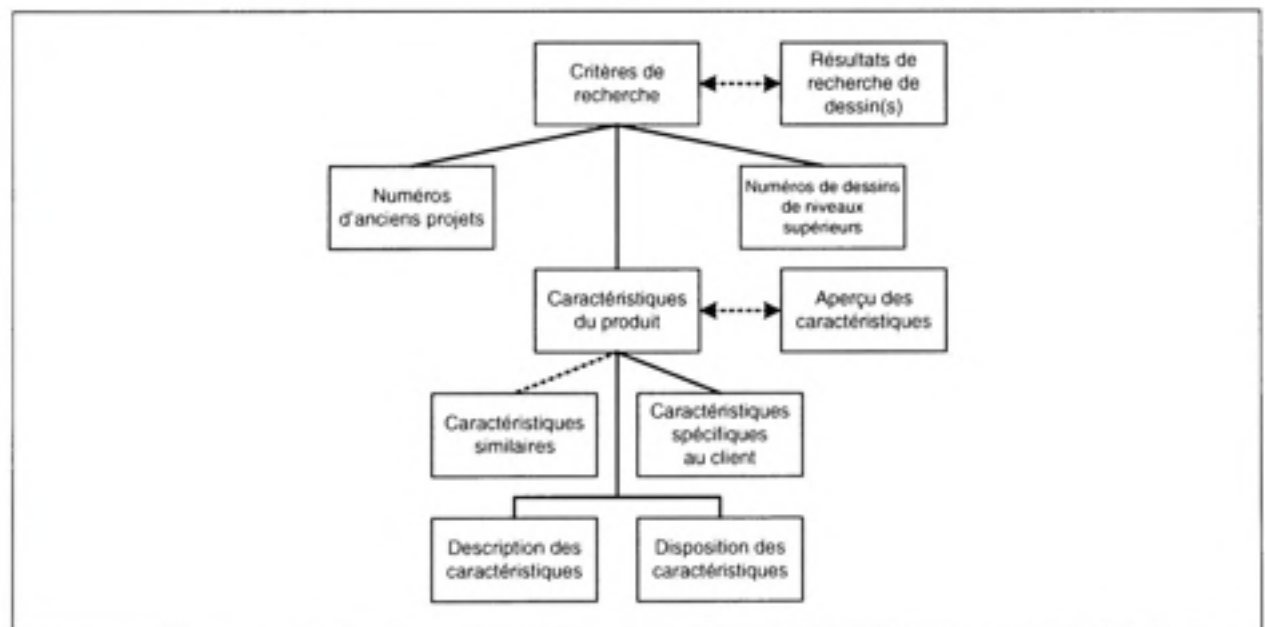 Critères de
recherche
Résultats de
recherche de
dessin(s)
Numéros
d'anciens projets
Numéros de dessins
de niveaux
supérieurs
Caractéristiques
du produit
Aperçu des
caractéristiques
Caractéristiques
similaires
Caractéristiques
spécifiques
au client
Description des
caractéristiques
Disposition des
caractéristiques